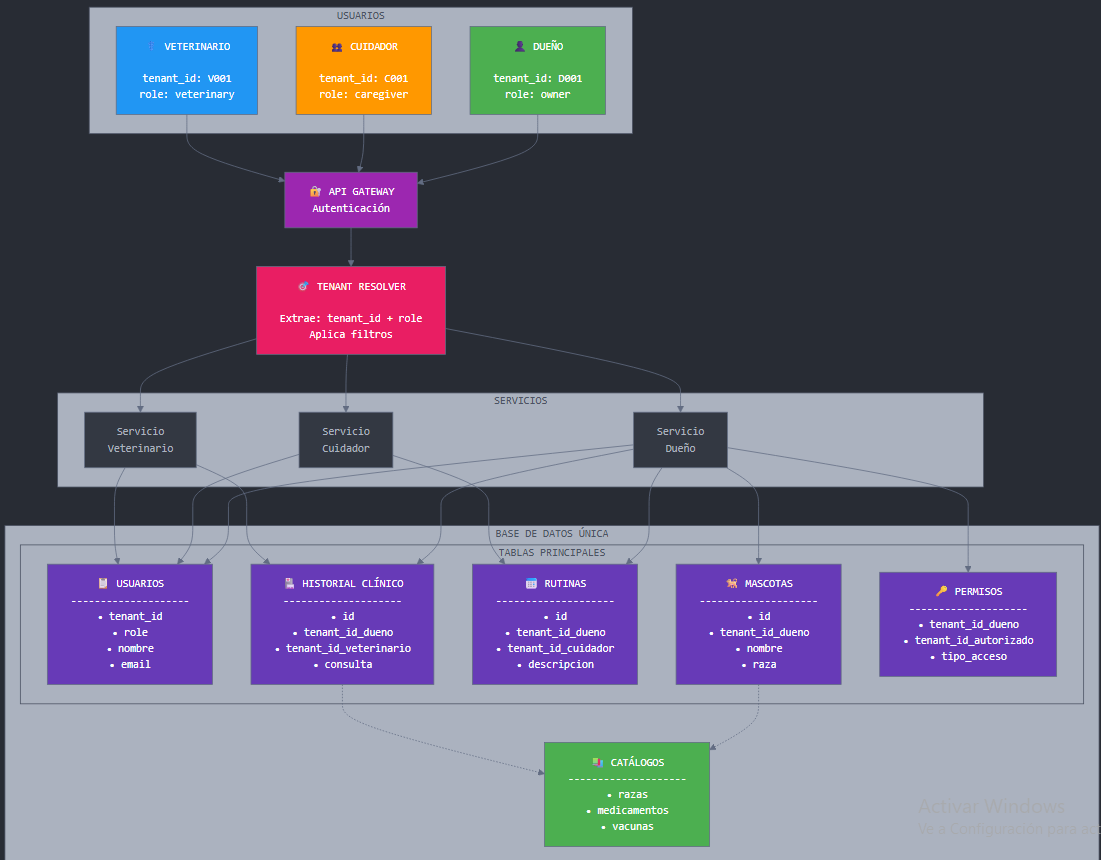 USUARIOS
VETERINARIO
tenant_id: V001
role: veterinary
CUIDADOR
tenant_id: C001
role: caregiver
DUEÑO
tenant_id: D001
role: owner
API GATEWAY
Autenticación
TENANT RESOLVER
Extrae: tenant_id + role
Aplica filtros
SERVICIOS
Servicio
Veterinario
Servicio
Cuidador
Servicio
Dueño
BASE DE DATOS ÚNICA
TABLAS PRINCIPALES
USUARIOS
-------------------
• tenant_id
• role
• nombre
• email
HISTORIAL CLÍNICO
-------------------
• id
• tenant_id_dueno
• tenant_id_veterinario
• consulta
RUTINAS
-------------------
• id
• tenant_id_dueno
• tenant_id_cuidador
• descripcion
MASCOTAS
-------------------
• id
• tenant_id_dueno
• nombre
• raza
PERMISOS
-------------------
• tenant_id_dueno
• tenant_id_autorizado
• tipo_acceso
CATÁLOGOS
-------------------
• razas
• medicamentos
• vacunas
Activar Windows
Ve a Configuración para